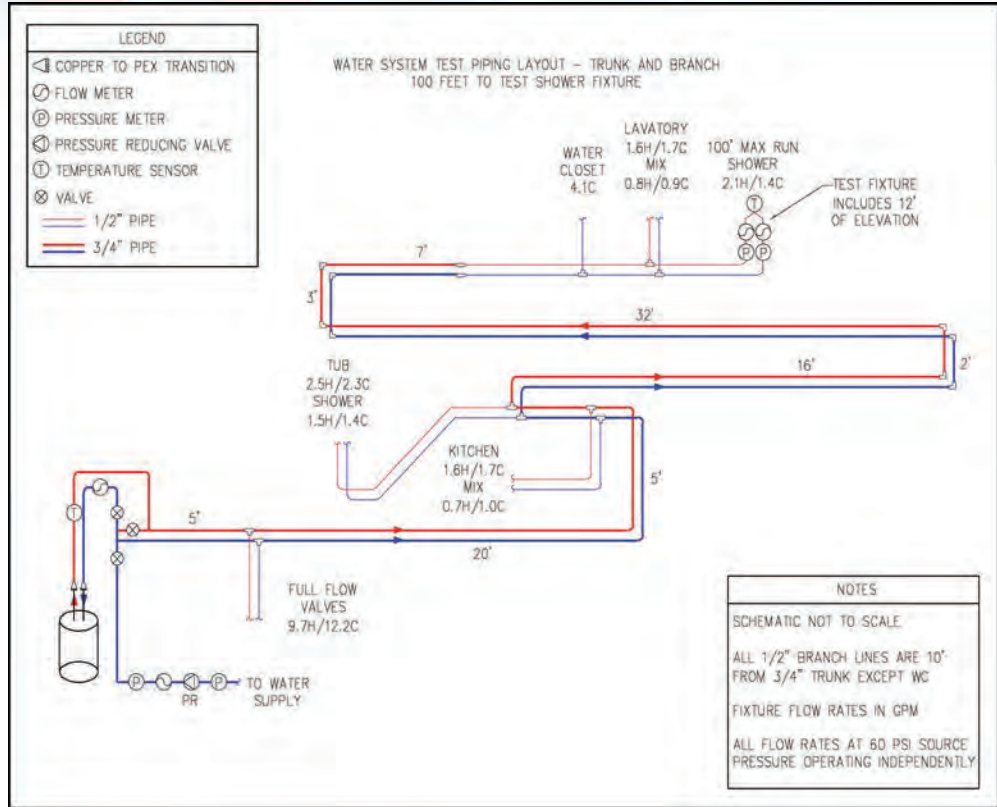 LEGEND
COPPER TO PEX TRANSITION
FLOW METER
P PRESSURE METER
PRESSURE REDUCING VALVE
T TEMPERATURE SENSOR
VALVE
1/2" PIPE
3/4" PIPE
WATER SYSTEM TEST PIPING LAYOUT – TRUNK AND BRANCH
100 FEET TO TEST SHOWER FIXTURE
WATER
CLOSET
4.1C
LAVATORY
1.6H/1.7C
MIX
0.8H/0.9C
100' MAX RUN
SHOWER
2.1H/1.4C
TEST FIXTURE
INCLUDES 12'
OF ELEVATION
T
P P
7'
3'
32'
16'
2'
TUB
2.5H/2.3C
SHOWER
1.5H/1.4C
KITCHEN
1.6H/1.7C
MIX
0.7H/1.0C
5'
T
5'
20'
FULL FLOW
VALVES
9.7H/12.2C
P P
PR
TO WATER
SUPPLY
NOTES
SCHEMATIC NOT TO SCALE
ALL 1/2" BRANCH LINES ARE 10'
FROM 3/4" TRUNK EXCEPT WC
FIXTURE FLOW RATES IN GPM
ALL FLOW RATES AT 60 PSI SOURCE
PRESSURE OPERATING INDEPENDENTLY